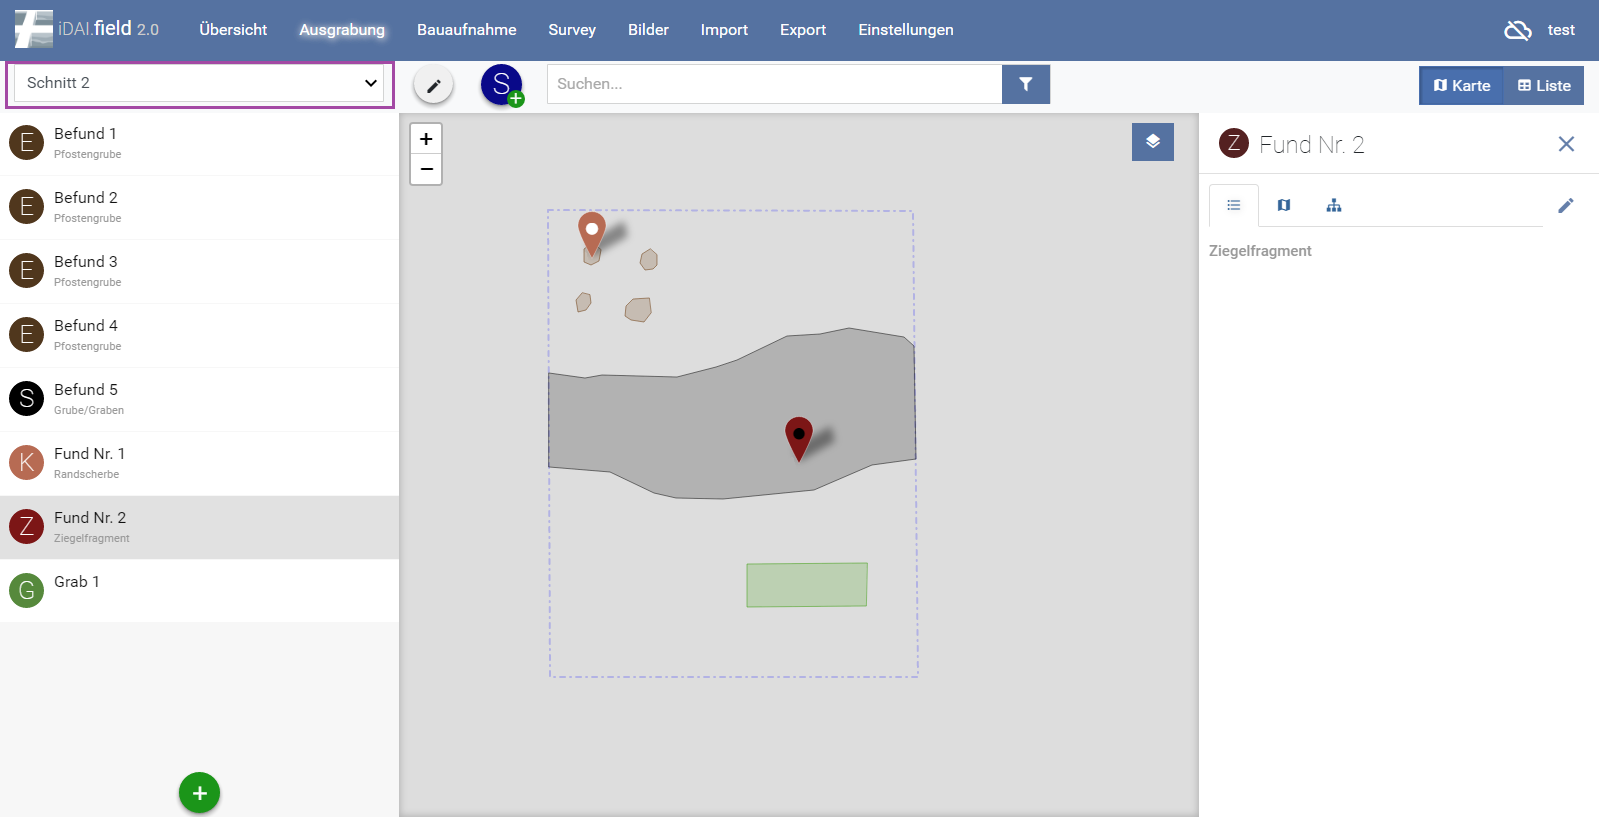 iDAI.field 2.0 Übersicht Ausgrabung Bauaufnahme Survey Bilder Import Export Einstellungen test
Schnitt 2 S Suchen... Karte Liste
E Befund 1
Pfostengrube
E Befund 2
Pfostengrube
E Befund 3
Pfostengrube
E Befund 4
Pfostengrube
S Befund 5
Grube/Graben
K Fund Nr. 1
Randscherbe
Z Fund Nr. 2
Ziegelfragment
G Grab 1
+
+
−
Z Fund Nr. 2
Ziegelfragment